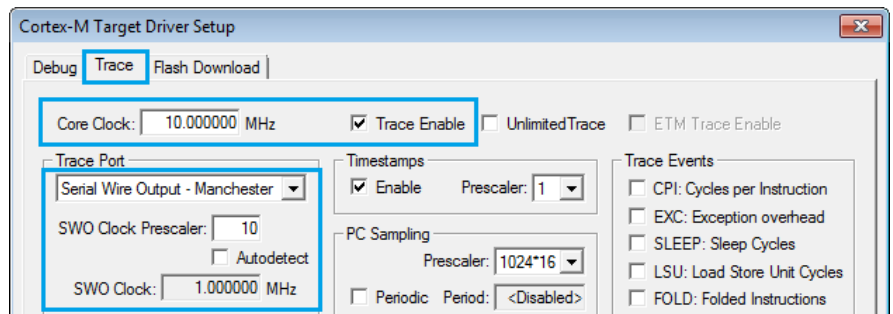 Cortex-M Target Driver Setup
Debug Trace Flash Download
Core Clock: 10.000000 MHz Trace Enable Unlimited Trace ETM Trace Enable
Trace Port Timestamps Trace Events
Serial Wire Output - Manchester Enable Prescaler: 1 CPI: Cycles per Instruction
SWO Clock Prescaler: 10 EXC: Exception overhead
PC Sampling SLEEP: Sleep Cycles
Autodetect Prescaler: 1024*16 LSU: Load Store Unit Cycles
SWO Clock: 1.000000 MHz Periodic Period: <Disabled> FOLD: Folded Instructions